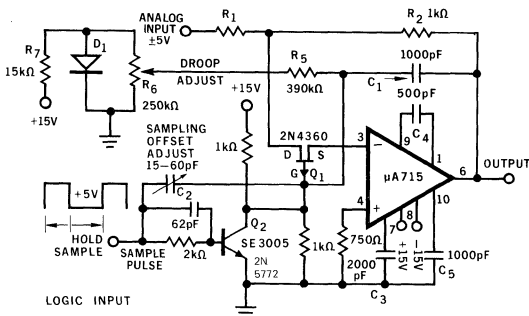 ANALOG
INPUT
±5V
R1
R2 1kΩ
R7
15kΩ
+15V
D1
R6
250kΩ
DROOP
ADJUST
R5
390kΩ
1000pF
C1
500pF
C4
+15V
1kΩ
SAMPLING
OFFSET
ADJUST
15-60pF
C2
62pF
2N4360
D S
G Q1
3
−
9
1
μA715
6 OUTPUT
4
+
10
7
8
+15V
−15V
+5V
HOLD
SAMPLE
SAMPLE
PULSE
2kΩ
Q2
SE3005
2N
5772
1kΩ
750Ω
2000
pF
C3
1000pF
C5
LOGIC INPUT